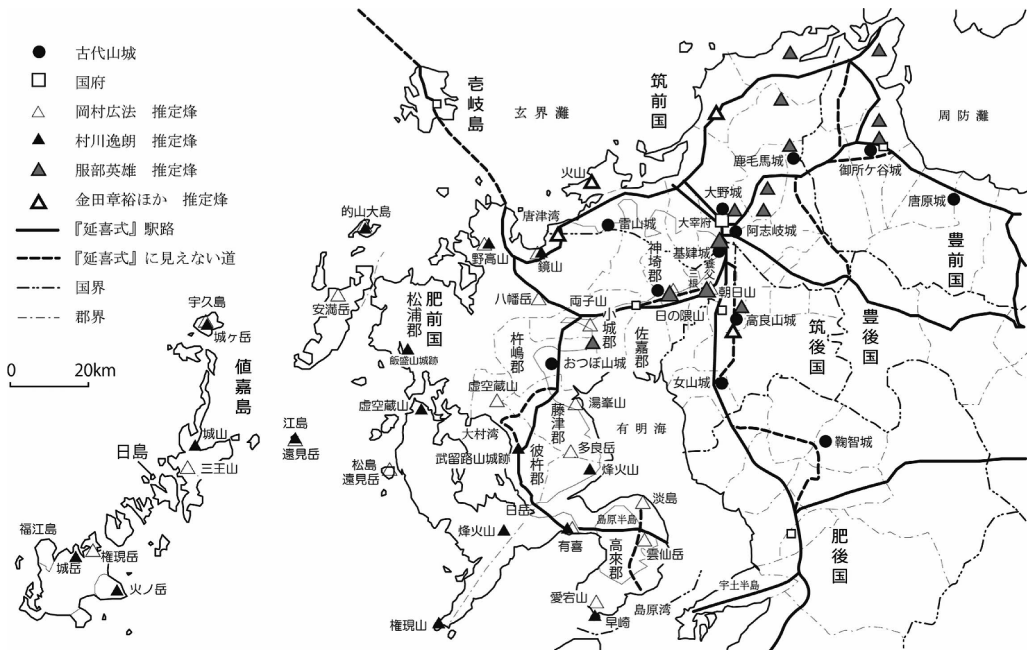 古代山城
国府
岡村広法　推定烽
村川逸朗　推定烽
服部英雄　推定烽
金田章裕ほか　推定烽
『延喜式』駅路
『延喜式』に見えない道
国界
郡界
0
20km
壱岐島
玄界灘
筑前国
周防灘
火山
鹿毛馬城
御所ケ谷城
大野城
唐原城
的山大島
唐津湾
雷山城
大宰府
阿志岐城
野高山
鏡山
神埼郡
基肄城
養父
三根
豊前国
安満岳
八幡岳
両子山
朝日山
日の隈山
宇久島
城ヶ岳
肥前国
松浦郡
小城郡
佐嘉郡
高良山城
筑後国
豊後国
飯盛山城跡
杵嶋郡
おつぼ山城
女山城
値嘉島
虚空蔵山
虚空蔵山
藤津郡
湯峯山
江島
遠見岳
城山
大村湾
有明海
鞠智城
日島
三王山
松島
遠見岳
武留路山城跡
彼杵郡
多良岳
烽火山
淡島
福江島
日岳
島原半島
烽火山
有喜
高来郡
雲仙岳
肥後国
権現岳
城岳
火ノ岳
愛宕山
島原湾
宇土半島
権現山
早崎